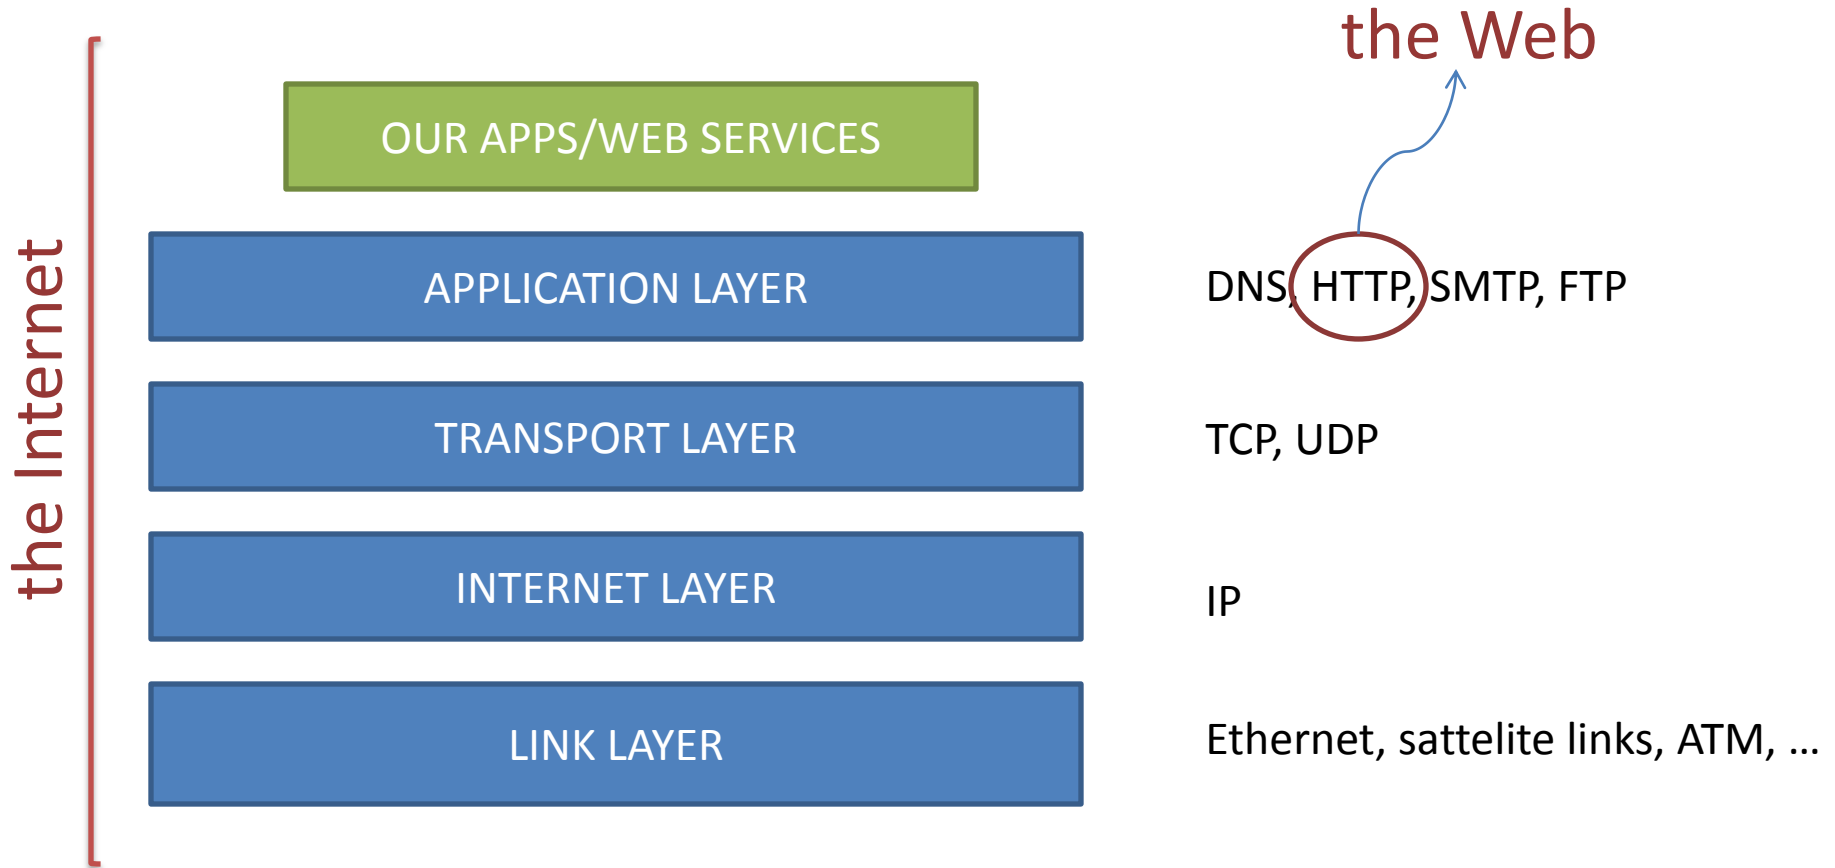 the Web
the Internet
OUR APPS/WEB SERVICES
APPLICATION LAYER
DNS, HTTP, SMTP, FTP
TRANSPORT LAYER
TCP, UDP
INTERNET LAYER
IP
LINK LAYER
Ethernet, sattelite links, ATM, …